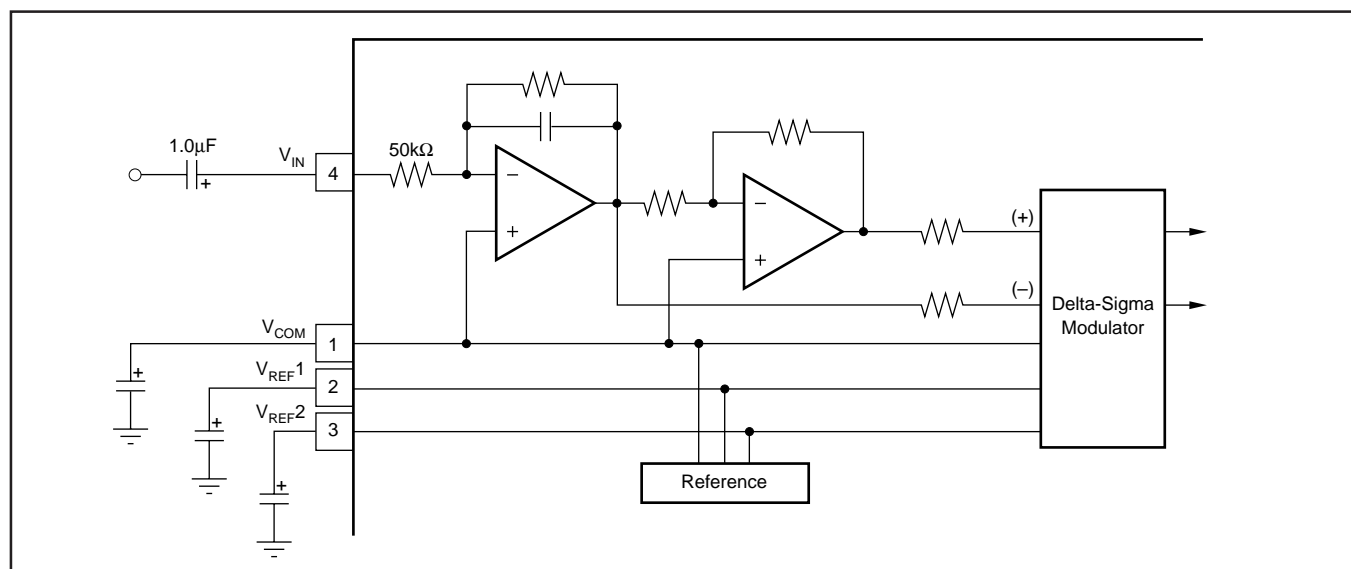 1.0μF
V_IN
4
50kΩ
−
+
−
+
(+)
(–)
Delta-Sigma
Modulator
V_COM
1
V_REF1
2
V_REF2
3
+
+
+
+
Reference